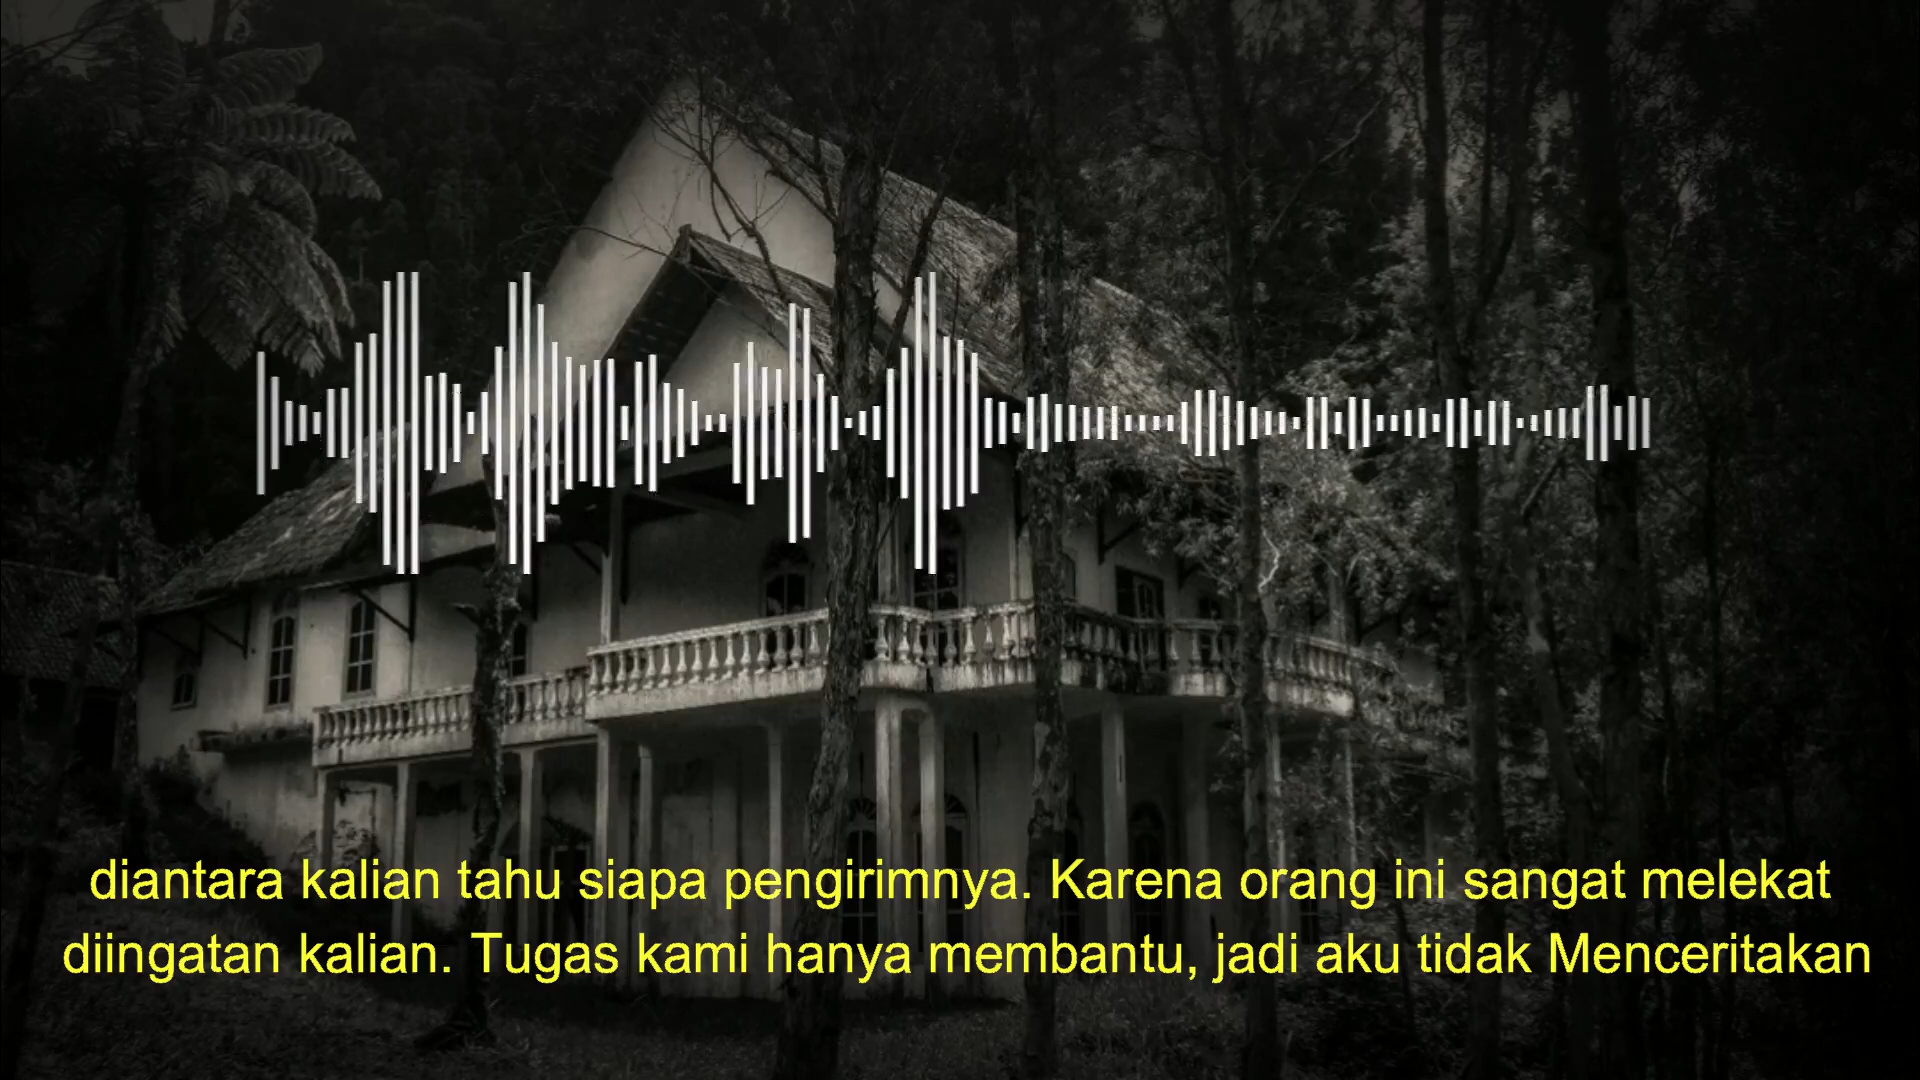 diantara kalian tahu siapa pengirimnya. Karena orang ini sangat melekat
diingatan kalian. Tugas kami hanya membantu, jadi aku tidak Menceritakan